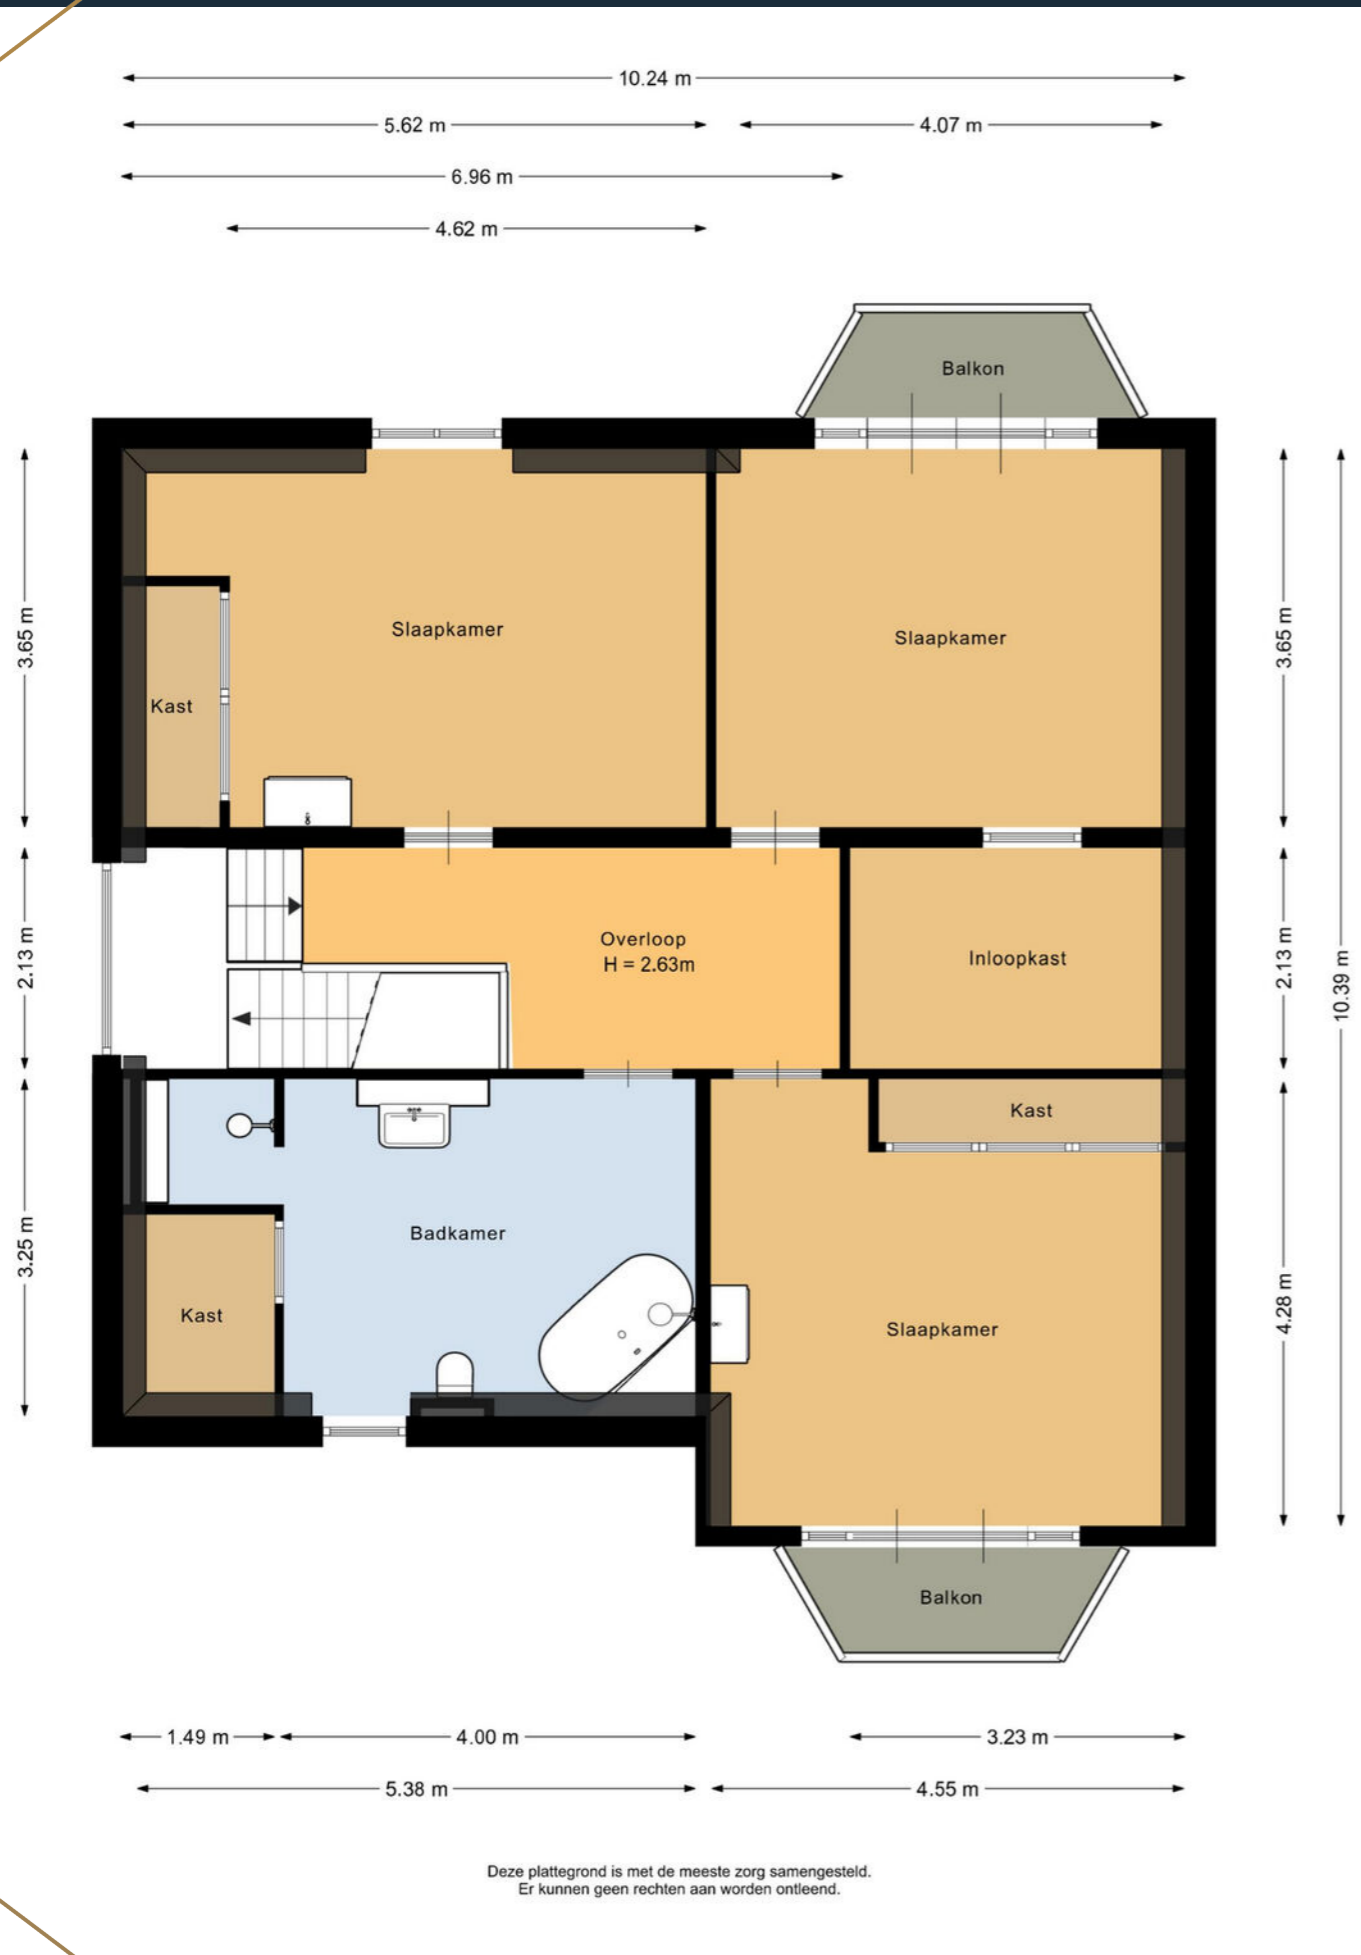 10.24 m
5.62 m
4.07 m
6.96 m
4.62 m
Balkon
3.65 m
Slaapkamer
Slaapkamer
3.65 m
Kast
2.13 m
Overloop
H = 2.63m
Inloopkast
2.13 m
10.39 m
Kast
3.25 m
Badkamer
Kast
Slaapkamer
4.28 m
Balkon
1.49 m
4.00 m
3.23 m
5.38 m
4.55 m
Deze plattegrond is met de meeste zorg samengesteld.
Er kunnen geen rechten aan worden ontleend.